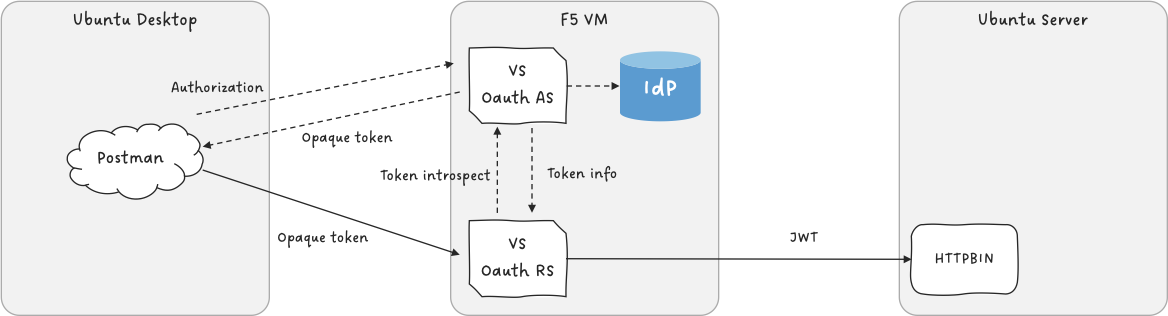 Ubuntu Desktop
F5 VM
Ubuntu Server
VS
Oauth AS
IdP
Authorization
Opaque token
Postman
Token introspect
Token info
Opaque token
VS
Oauth RS
JWT
HTTPBIN